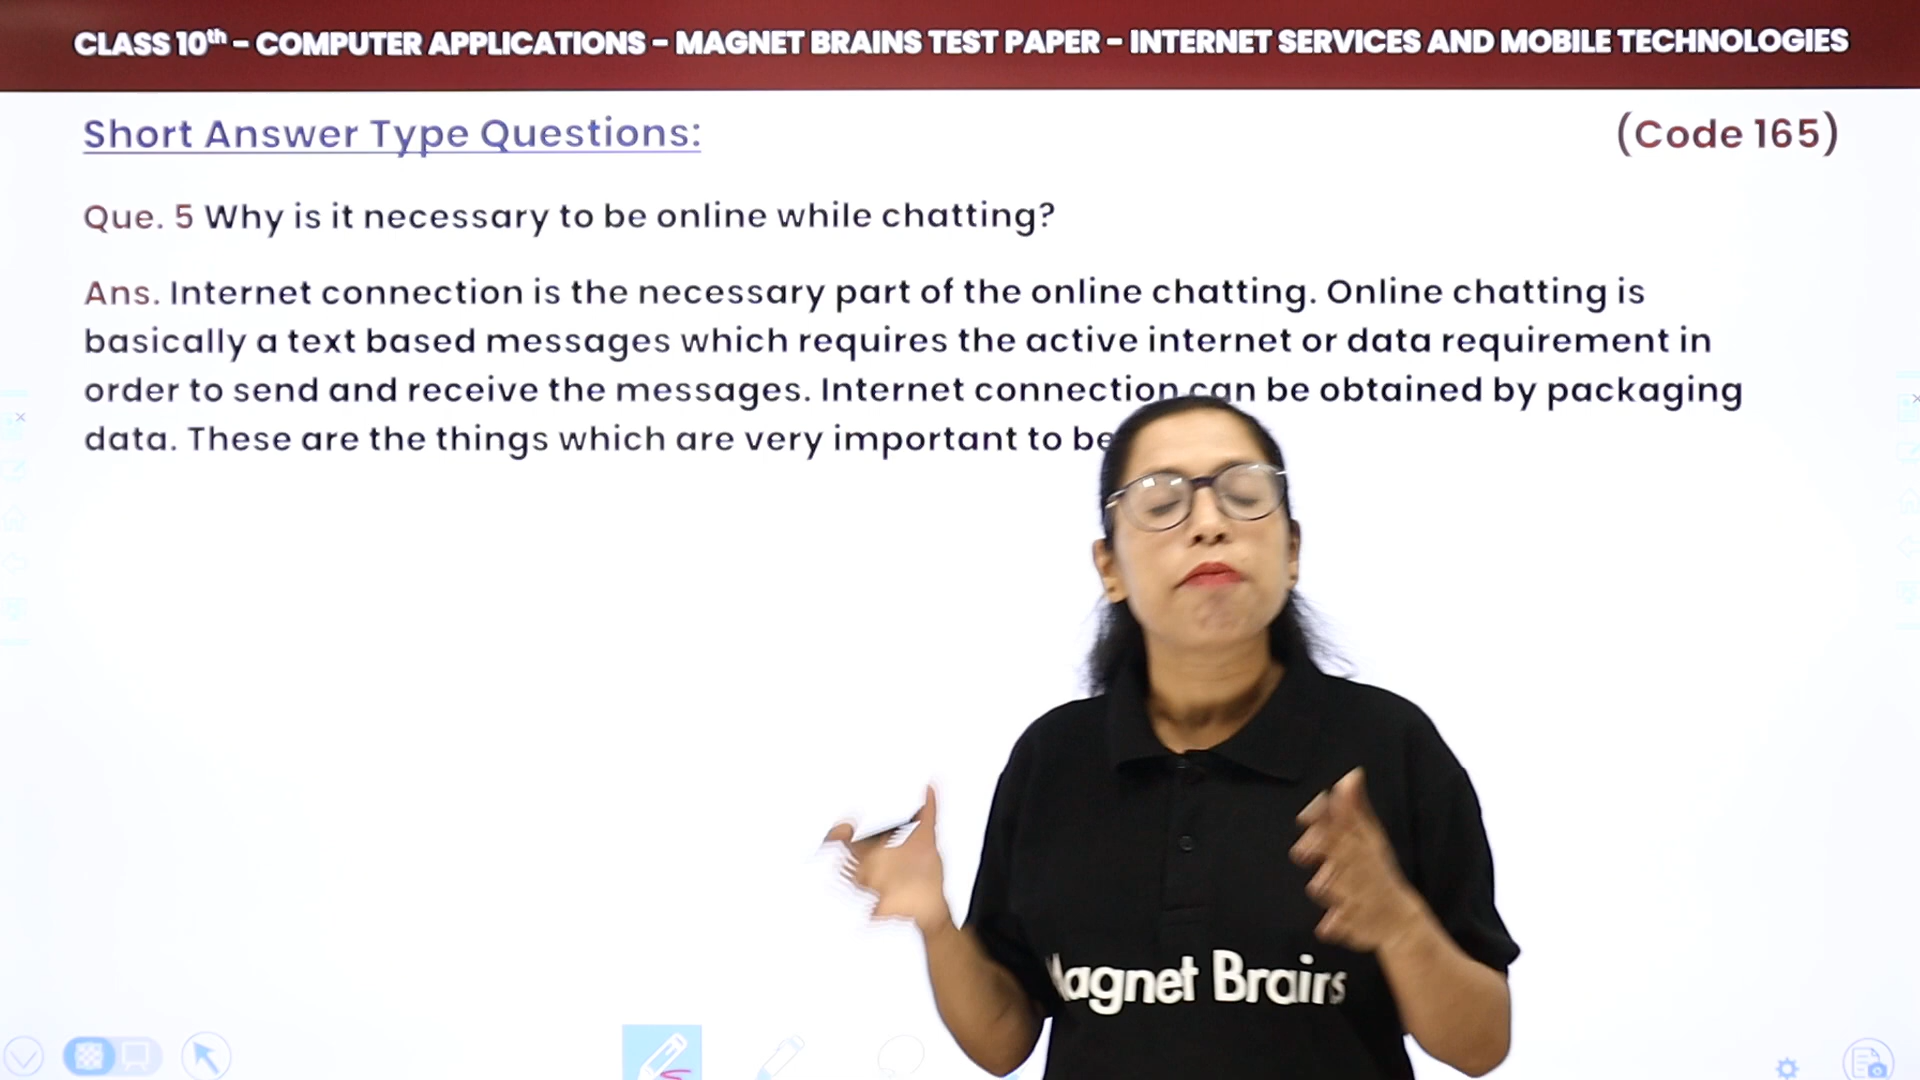 CLASS 10th - COMPUTER APPLICATIONS - MAGNET BRAINS TEST PAPER - INTERNET SERVICES AND MOBILE TECHNOLOGIES
Short Answer Type Questions:
(Code 165)
Que. 5 Why is it necessary to be online while chatting?
Ans. Internet connection is the necessary part of the online chatting. Online chatting is
basically a text based messages which requires the active internet or data requirement in
order to send and receive the messages. Internet connection can be obtained by packaging
data. These are the things which are very important to be
Magnet Brains